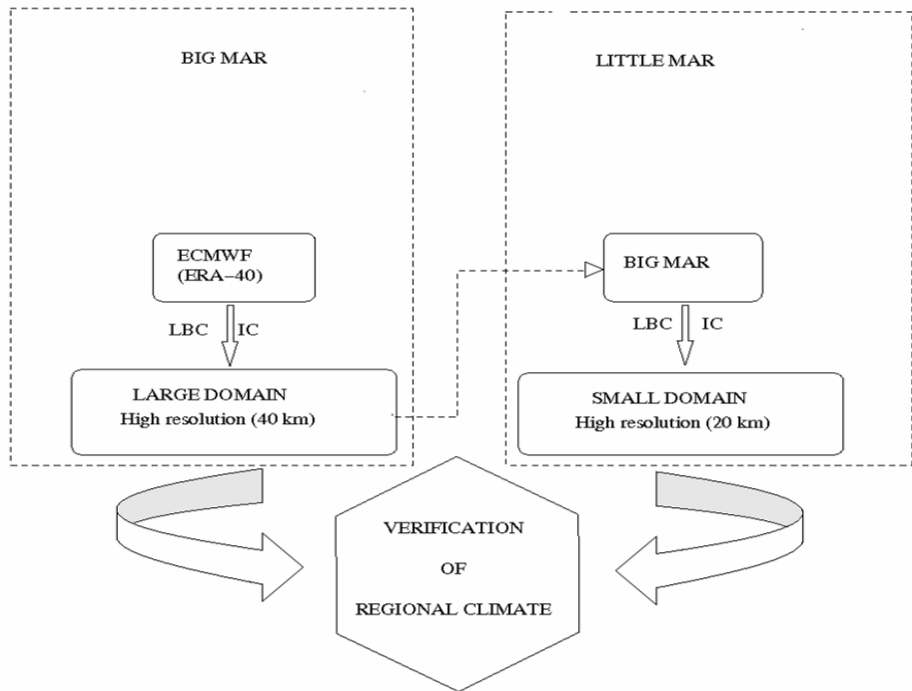 BIG MAR
ECMWF
(ERA−40)
LBC IC
LARGE DOMAIN
High resolution (40 km)
LITTLE MAR
BIG MAR
LBC IC
SMALL DOMAIN
High resolution (20 km)
VERIFICATION
OF
REGIONAL CLIMATE